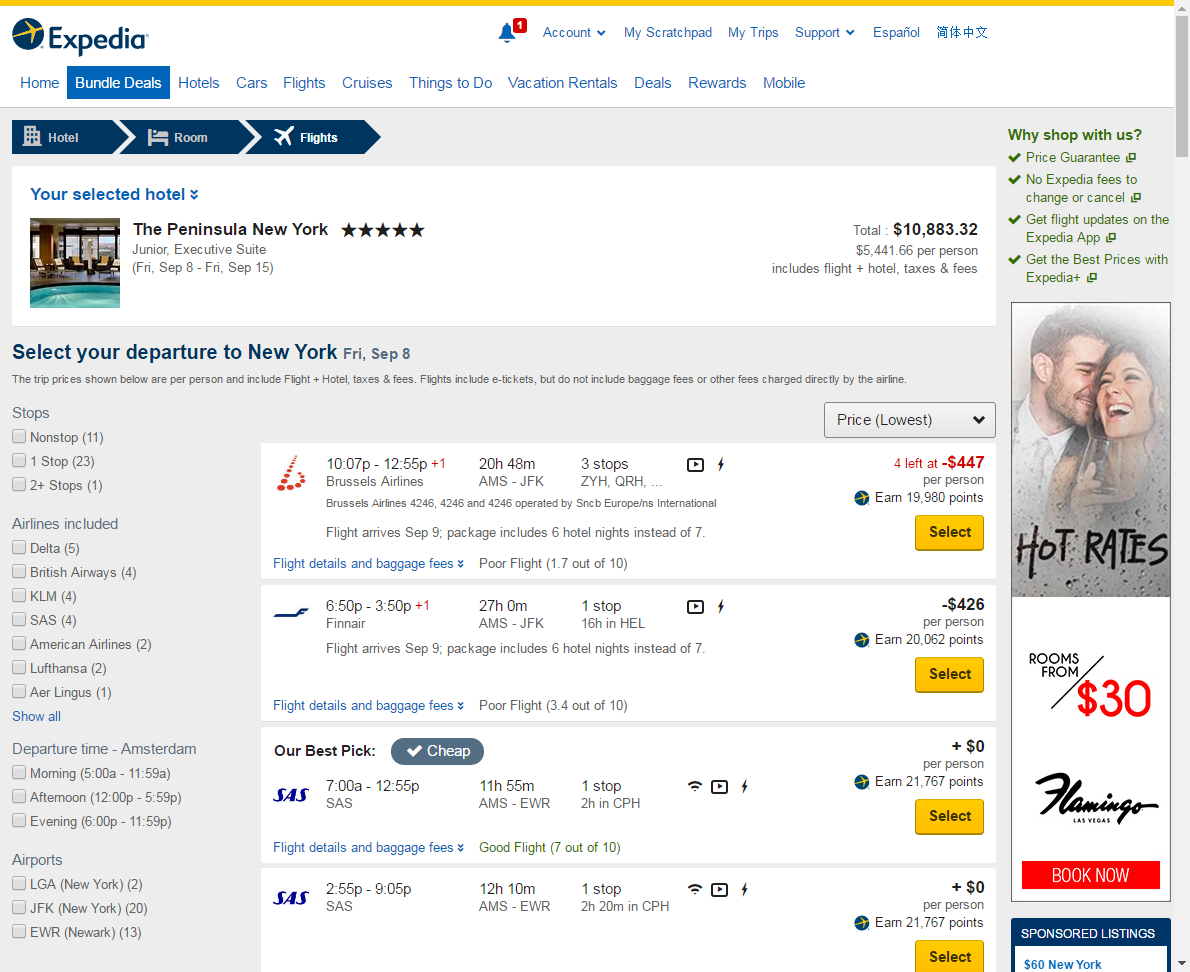 Expedia
1
Account
My Scratchpad
My Trips
Support
Español
简体中文
Home
Bundle Deals
Hotels
Cars
Flights
Cruises
Things to Do
Vacation Rentals
Deals
Rewards
Mobile
Hotel
Room
Flights
Your selected hotel
The Peninsula New York
Junior, Executive Suite
(Fri, Sep 8 - Fri, Sep 15)
Total : $10,883.32
$5,441.66 per person
includes flight + hotel, taxes & fees
Select your departure to New York Fri, Sep 8
The trip prices shown below are per person and include Flight + Hotel, taxes & fees. Flights include e-tickets, but do not include baggage fees or other fees charged directly by the airline.
Stops
Nonstop (11)
1 Stop (23)
2+ Stops (1)
Airlines included
Delta (5)
British Airways (4)
KLM (4)
SAS (4)
American Airlines (2)
Lufthansa (2)
Aer Lingus (1)
Show all
Departure time - Amsterdam
Morning (5:00a - 11:59a)
Afternoon (12:00p - 5:59p)
Evening (6:00p - 11:59p)
Airports
LGA (New York) (2)
JFK (New York) (20)
EWR (Newark) (13)
Price (Lowest)
10:07p - 12:55p +1 20h 48m 3 stops 4 left at -$447
Brussels Airlines AMS - JFK ZYH, QRH, ... per person
Earn 19,980 points
Brussels Airlines 4246, 4246 and 4246 operated by Sncb Europe/ns International
Select
Flight arrives Sep 9; package includes 6 hotel nights instead of 7.
Flight details and baggage fees Poor Flight (1.7 out of 10)
6:50p - 3:50p +1 27h 0m 1 stop -$426
Finnair AMS - JFK 16h in HEL per person
Earn 20,062 points
Flight arrives Sep 9; package includes 6 hotel nights instead of 7.
Select
Flight details and baggage fees Poor Flight (3.4 out of 10)
Our Best Pick: Cheap + $0
per person
Earn 21,767 points
SAS 7:00a - 12:55p 11h 55m 1 stop
SAS AMS - EWR 2h in CPH
Select
Flight details and baggage fees Good Flight (7 out of 10)
SAS 2:55p - 9:05p 12h 10m 1 stop + $0
SAS AMS - EWR 2h 20m in CPH per person
Earn 21,767 points
Select
Why shop with us?
Price Guarantee
No Expedia fees to
change or cancel
Get flight updates on the
Expedia App
Get the Best Prices with
Expedia+
HOT RATES
ROOMS
FROM
$30
Flamingo
LAS VEGAS
BOOK NOW
SPONSORED LISTINGS
$60 New York